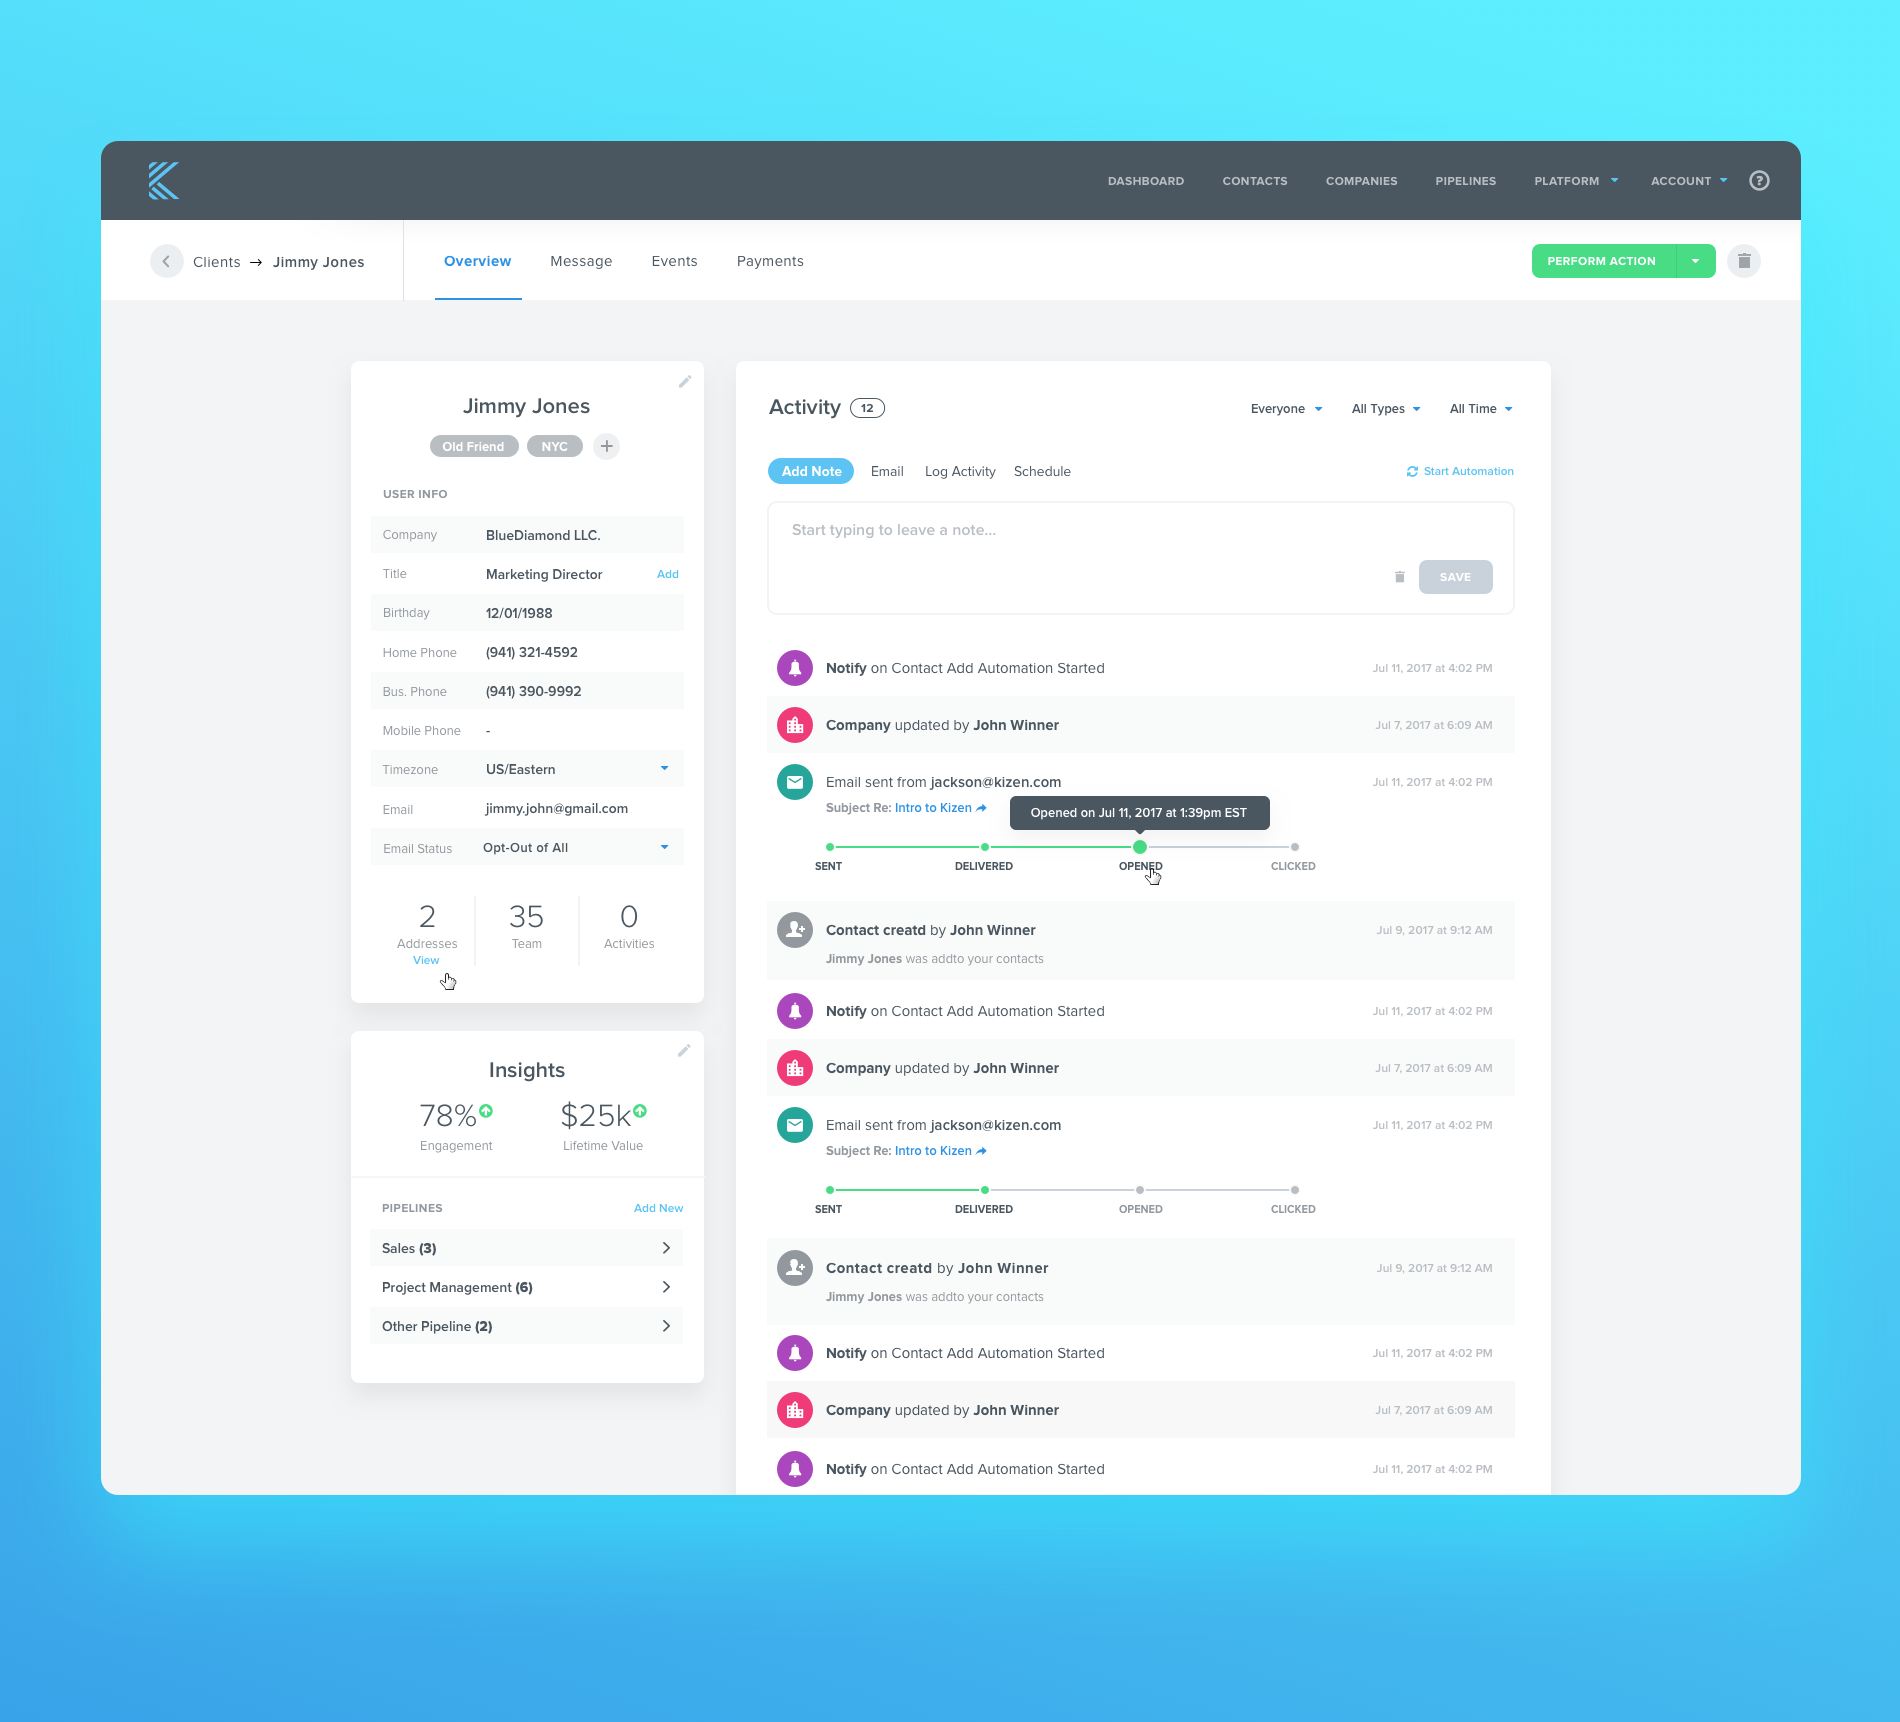 DASHBOARD CONTACTS COMPANIES PIPELINES PLATFORM ACCOUNT ?
Clients → Jimmy Jones Overview Message Events Payments PERFORM ACTION
Jimmy Jones
Old Friend NYC +
USER INFO
Company BlueDiamond LLC.
Title Marketing Director Add
Birthday 12/01/1988
Home Phone (941) 321-4592
Bus. Phone (941) 390-9992
Mobile Phone -
Timezone US/Eastern
Email jimmy.john@gmail.com
Email Status Opt-Out of All
2 35 0
Addresses Team Activities
View
Insights
78% $25k
Engagement Lifetime Value
PIPELINES Add New
Sales (3)
Project Management (6)
Other Pipeline (2)
Activity 12 Everyone All Types All Time
Add Note Email Log Activity Schedule Start Automation
Start typing to leave a note...
SAVE
Notify on Contact Add Automation Started Jul 11, 2017 at 4:02 PM
Company updated by John Winner Jul 7, 2017 at 6:09 AM
Email sent from jackson@kizen.com Jul 11, 2017 at 4:02 PM
Subject Re: Intro to Kizen
Opened on Jul 11, 2017 at 1:39pm EST
SENT DELIVERED OPENED CLICKED
Contact creatd by John Winner Jul 9, 2017 at 9:12 AM
Jimmy Jones was addto your contacts
Notify on Contact Add Automation Started Jul 11, 2017 at 4:02 PM
Company updated by John Winner Jul 7, 2017 at 6:09 AM
Email sent from jackson@kizen.com Jul 11, 2017 at 4:02 PM
Subject Re: Intro to Kizen
SENT DELIVERED OPENED CLICKED
Contact creatd by John Winner Jul 9, 2017 at 9:12 AM
Jimmy Jones was addto your contacts
Notify on Contact Add Automation Started Jul 11, 2017 at 4:02 PM
Company updated by John Winner Jul 7, 2017 at 6:09 AM
Notify on Contact Add Automation Started Jul 11, 2017 at 4:02 PM